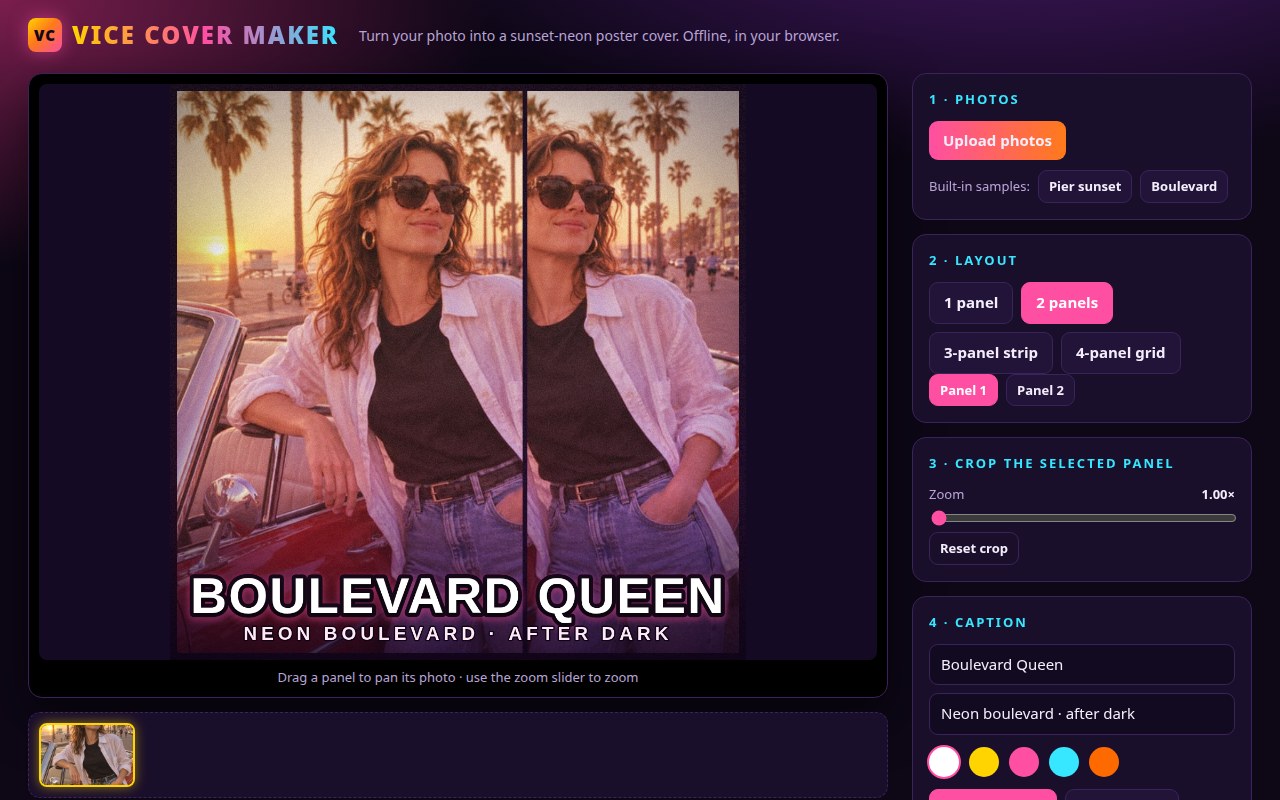 VC VICE COVER MAKER Turn your photo into a sunset-neon poster cover. Offline, in your browser.
BOULEVARD QUEEN
NEON BOULEVARD · AFTER DARK
Drag a panel to pan its photo · use the zoom slider to zoom
1 · PHOTOS
Upload photos
Built-in samples: Pier sunset Boulevard
2 · LAYOUT
1 panel 2 panels
3-panel strip 4-panel grid
Panel 1 Panel 2
3 · CROP THE SELECTED PANEL
Zoom 1.00×
Reset crop
4 · CAPTION
Boulevard Queen
Neon boulevard · after dark